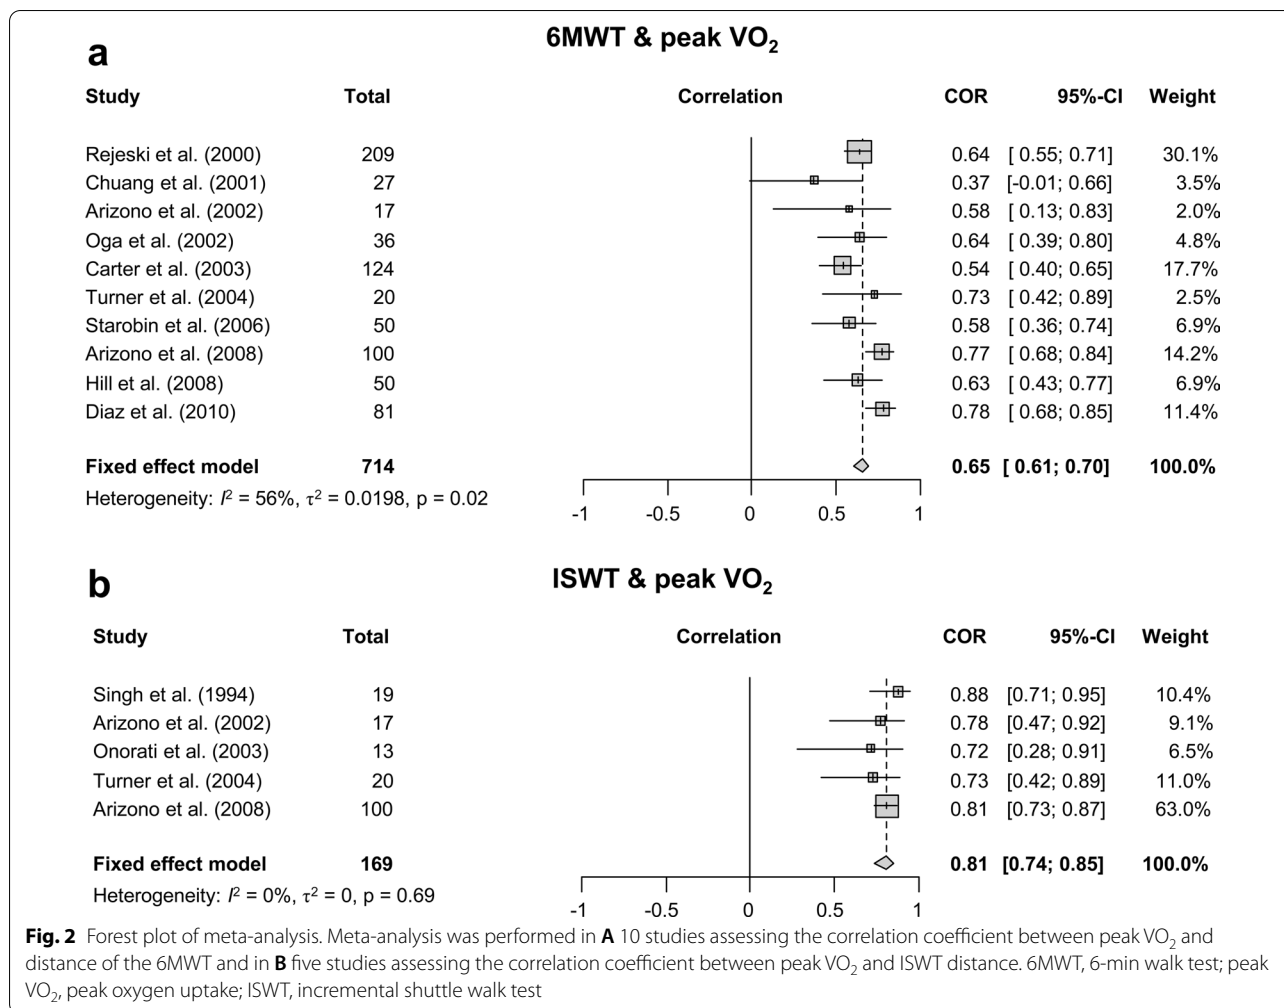 a
6MWT & peak VO2
Study Total Correlation COR 95%-CI Weight
Rejeski et al. (2000) 209 0.64 [ 0.55; 0.71] 30.1%
Chuang et al. (2001) 27 0.37 [-0.01; 0.66] 3.5%
Arizono et al. (2002) 17 0.58 [ 0.13; 0.83] 2.0%
Oga et al. (2002) 36 0.64 [ 0.39; 0.80] 4.8%
Carter et al. (2003) 124 0.54 [ 0.40; 0.65] 17.7%
Turner et al. (2004) 20 0.73 [ 0.42; 0.89] 2.5%
Starobin et al. (2006) 50 0.58 [ 0.36; 0.74] 6.9%
Arizono et al. (2008) 100 0.77 [ 0.68; 0.84] 14.2%
Hill et al. (2008) 50 0.63 [ 0.43; 0.77] 6.9%
Diaz et al. (2010) 81 0.78 [ 0.68; 0.85] 11.4%
Fixed effect model 714 0.65 [ 0.61; 0.70] 100.0%
Heterogeneity: I² = 56%, τ² = 0.0198, p = 0.02
-1 -0.5 0 0.5 1
b
ISWT & peak VO2
Study Total Correlation COR 95%-CI Weight
Singh et al. (1994) 19 0.88 [0.71; 0.95] 10.4%
Arizono et al. (2002) 17 0.78 [0.47; 0.92] 9.1%
Onorati et al. (2003) 13 0.72 [0.28; 0.91] 6.5%
Turner et al. (2004) 20 0.73 [0.42; 0.89] 11.0%
Arizono et al. (2008) 100 0.81 [0.73; 0.87] 63.0%
Fixed effect model 169 0.81 [0.74; 0.85] 100.0%
Heterogeneity: I² = 0%, τ² = 0, p = 0.69
-1 -0.5 0 0.5 1
Fig. 2 Forest plot of meta-analysis. Meta-analysis was performed in A 10 studies assessing the correlation coefficient between peak VO2 and
distance of the 6MWT and in B five studies assessing the correlation coefficient between peak VO2 and ISWT distance. 6MWT, 6-min walk test; peak
VO2, peak oxygen uptake; ISWT, incremental shuttle walk test